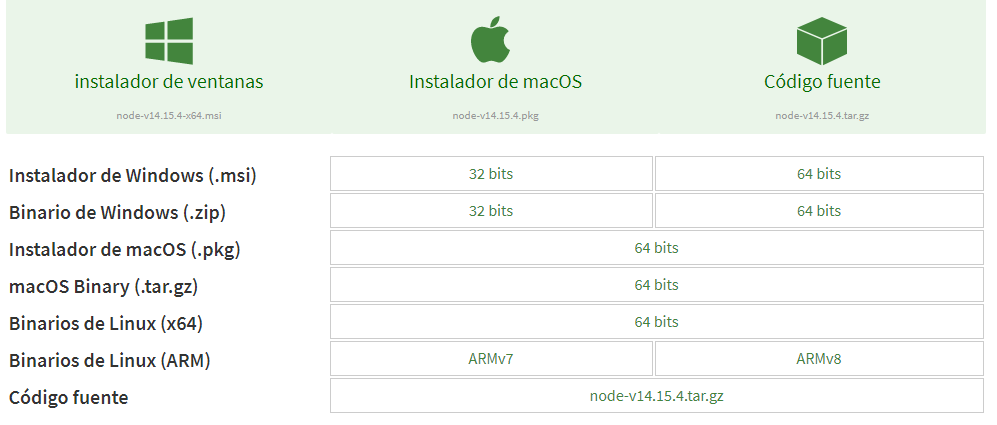 instalador de ventanas
Instalador de macOS
Código fuente
node-v14.15.4-x64.msi
node-v14.15.4.pkg
node-v14.15.4.tar.gz
Instalador de Windows (.msi)
32 bits
64 bits
Binario de Windows (.zip)
32 bits
64 bits
Instalador de macOS (.pkg)
64 bits
macOS Binary (.tar.gz)
64 bits
Binarios de Linux (x64)
64 bits
Binarios de Linux (ARM)
ARMv7
ARMv8
Código fuente
node-v14.15.4.tar.gz